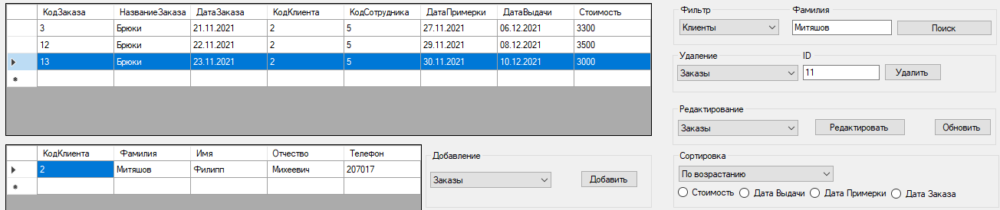 КодЗаказа НазваниеЗаказа ДатаЗаказа КодКлиента КодСотрудника ДатаПримерки ДатаВыдачи Стоимость
3 Брюки 21.11.2021 2 5 27.11.2021 06.12.2021 3300
12 Брюки 22.11.2021 2 5 29.11.2021 08.12.2021 3500
13 Брюки 23.11.2021 2 5 30.11.2021 10.12.2021 3000
Фильтр Фамилия
Клиенты Митяшов Поиск
Удаление ID
Заказы 11 Удалить
Редактирование
Заказы Редактировать Обновить
КодКлиента Фамилия Имя Отчество Телефон
2 Митяшов Филипп Михеевич 207017
Добавление
Заказы Добавить
Сортировка
По возрастанию
Стоимость Дата Выдачи Дата Примерки Дата Заказа